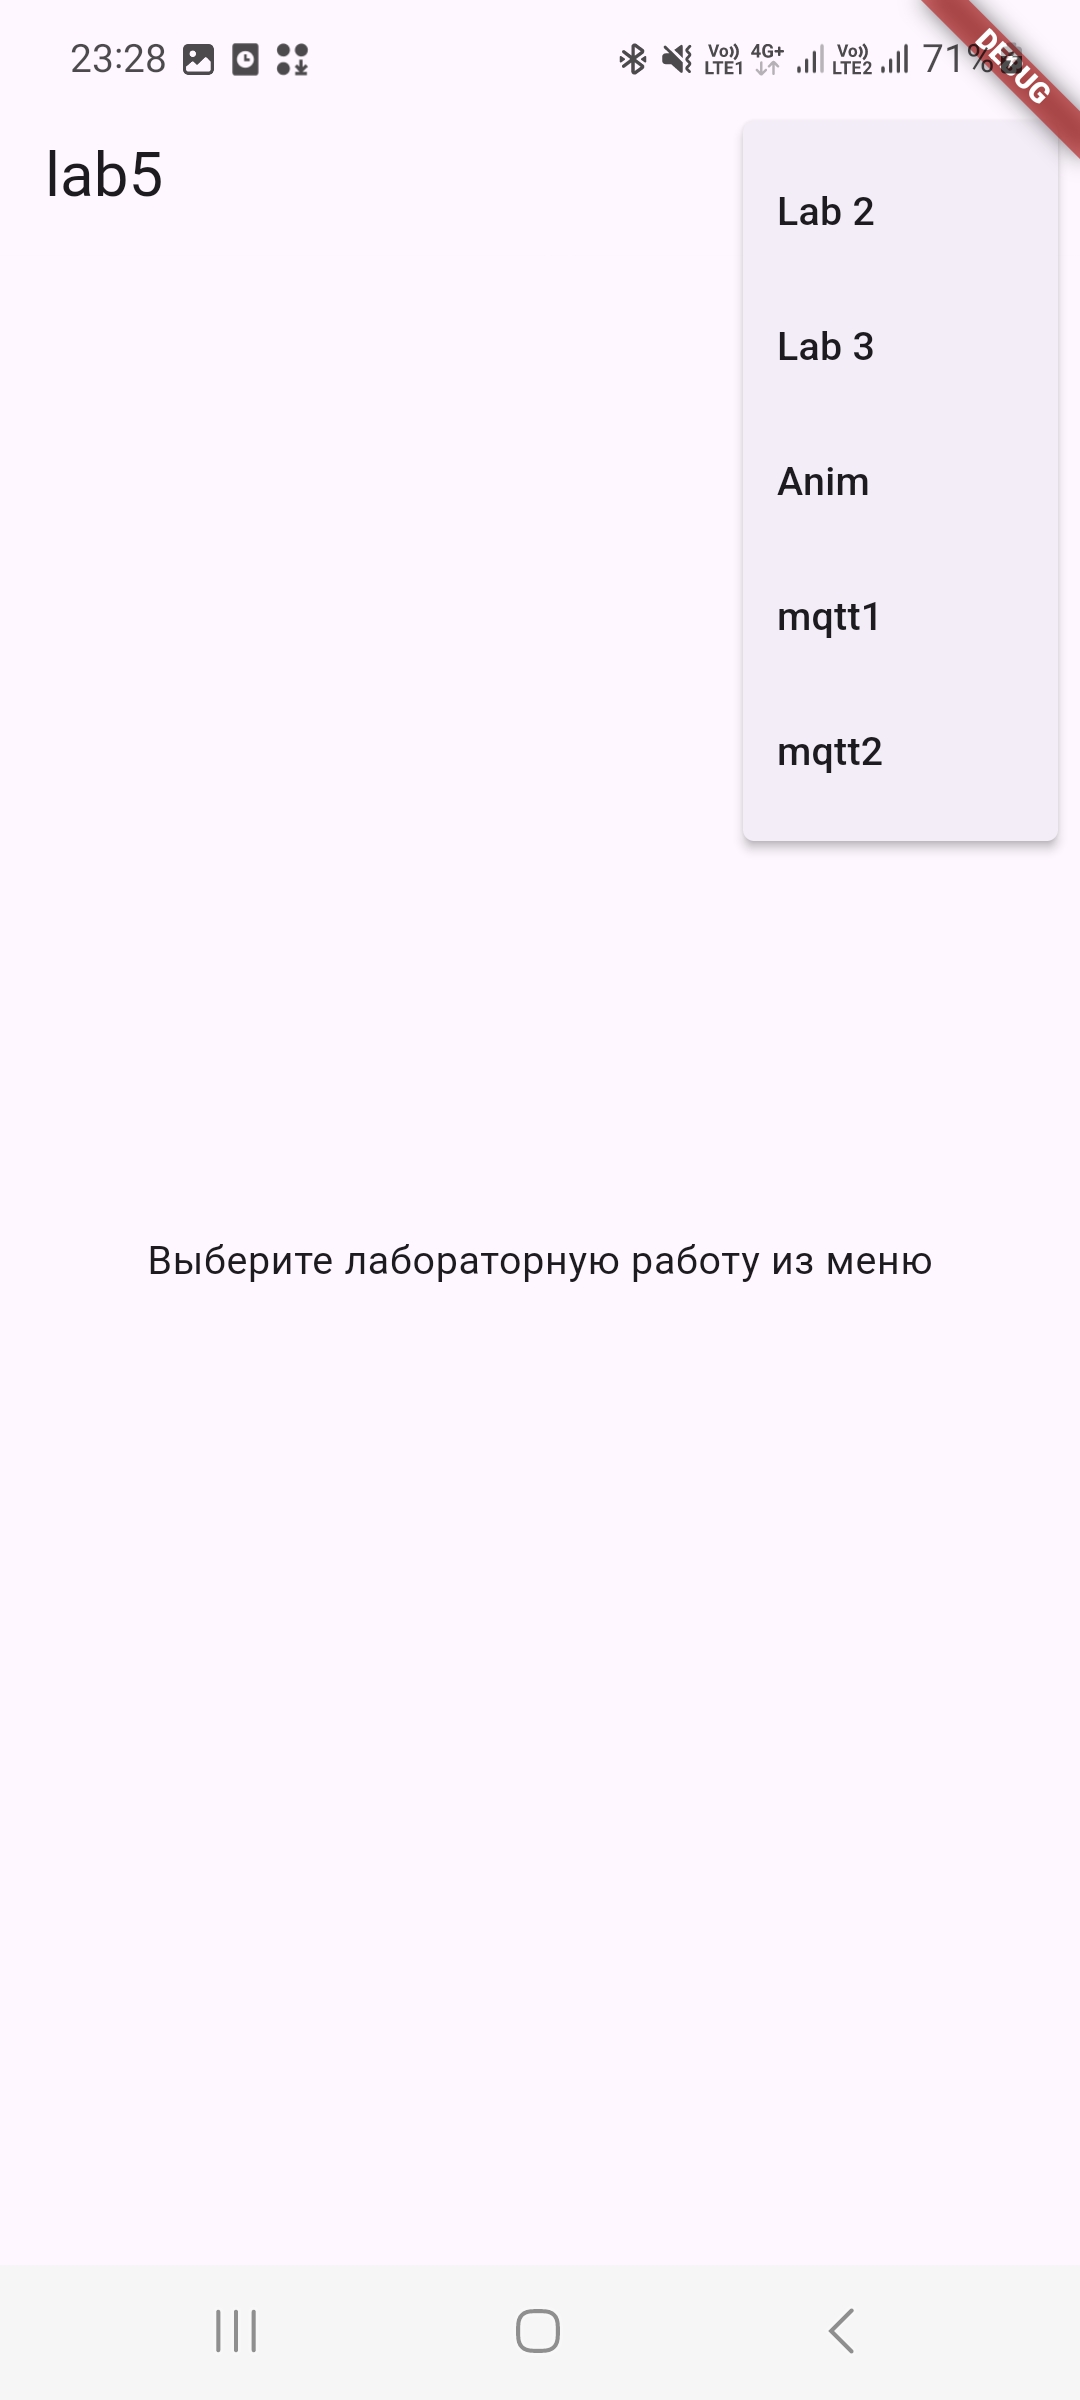 23:28
Vo)) LTE1 4G+ Vo)) LTE2 71%
DEBUG
lab5
Lab 2
Lab 3
Anim
mqtt1
mqtt2
Выберите лабораторную работу из меню